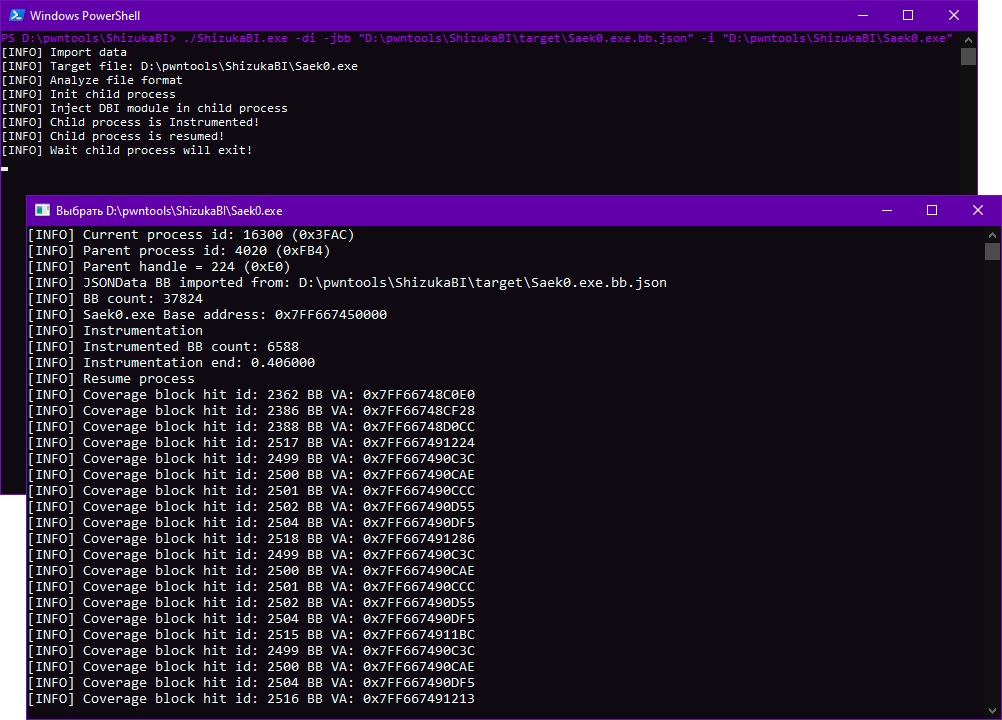 Windows PowerShell
PS D:\pwntools\ShizukaBI> ./ShizukaBI.exe -di -jbb "D:\pwntools\ShizukaBI\target\Saek0.exe.bb.json" -i "D:\pwntools\ShizukaBI\Saek0.exe"
[INFO] Import data
[INFO] Target file: D:\pwntools\ShizukaBI\Saek0.exe
[INFO] Analyze file format
[INFO] Init child process
[INFO] Inject DBI module in child process
[INFO] Child process is Instrumented!
[INFO] Child process is resumed!
[INFO] Wait child process will exit!
Выбрать D:\pwntools\ShizukaBI\Saek0.exe
[INFO] Current process id: 16300 (0x3FAC)
[INFO] Parent process id: 4020 (0xFB4)
[INFO] Parent handle = 224 (0xE0)
[INFO] JSONData BB imported from: D:\pwntools\ShizukaBI\target\Saek0.exe.bb.json
[INFO] BB count: 37824
[INFO] Saek0.exe Base address: 0x7FF667450000
[INFO] Instrumentation
[INFO] Instrumented BB count: 6588
[INFO] Instrumentation end: 0.406000
[INFO] Resume process
[INFO] Coverage block hit id: 2362 BB VA: 0x7FF66748C0E0
[INFO] Coverage block hit id: 2386 BB VA: 0x7FF66748CF28
[INFO] Coverage block hit id: 2388 BB VA: 0x7FF66748D0CC
[INFO] Coverage block hit id: 2517 BB VA: 0x7FF667491224
[INFO] Coverage block hit id: 2499 BB VA: 0x7FF667490C3C
[INFO] Coverage block hit id: 2500 BB VA: 0x7FF667490CAE
[INFO] Coverage block hit id: 2501 BB VA: 0x7FF667490CCC
[INFO] Coverage block hit id: 2502 BB VA: 0x7FF667490D55
[INFO] Coverage block hit id: 2504 BB VA: 0x7FF667490DF5
[INFO] Coverage block hit id: 2518 BB VA: 0x7FF667491286
[INFO] Coverage block hit id: 2499 BB VA: 0x7FF667490C3C
[INFO] Coverage block hit id: 2500 BB VA: 0x7FF667490CAE
[INFO] Coverage block hit id: 2501 BB VA: 0x7FF667490CCC
[INFO] Coverage block hit id: 2502 BB VA: 0x7FF667490D55
[INFO] Coverage block hit id: 2504 BB VA: 0x7FF667490DF5
[INFO] Coverage block hit id: 2515 BB VA: 0x7FF6674911BC
[INFO] Coverage block hit id: 2499 BB VA: 0x7FF667490C3C
[INFO] Coverage block hit id: 2500 BB VA: 0x7FF667490CAE
[INFO] Coverage block hit id: 2504 BB VA: 0x7FF667490DF5
[INFO] Coverage block hit id: 2516 BB VA: 0x7FF667491213